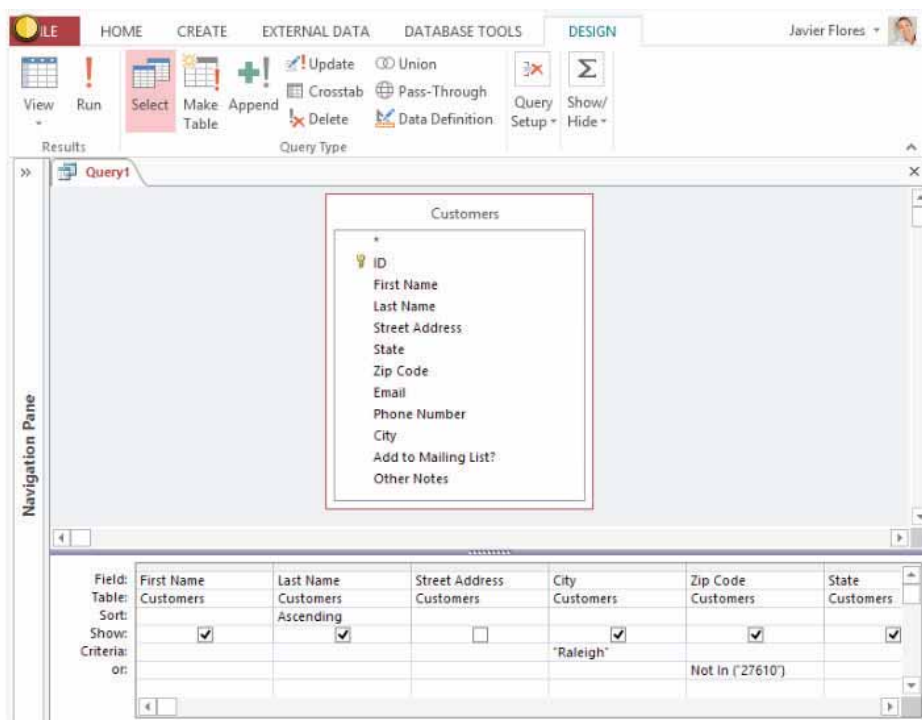 ILE HOME CREATE EXTERNAL DATA DATABASE TOOLS DESIGN Javier Flores
View Run Select Make Table Append Update Crosstab Delete Union Pass-Through Data Definition Query Setup Show/ Hide
Results Query Type
Query1
Navigation Pane
Customers
*
ID
First Name
Last Name
Street Address
State
Zip Code
Email
Phone Number
City
Add to Mailing List?
Other Notes
Field: First Name Last Name Street Address City Zip Code State
Table: Customers Customers Customers Customers Customers Customers
Sort: Ascending
Show:
Criteria: "Raleigh"
or: Not In ("27610")